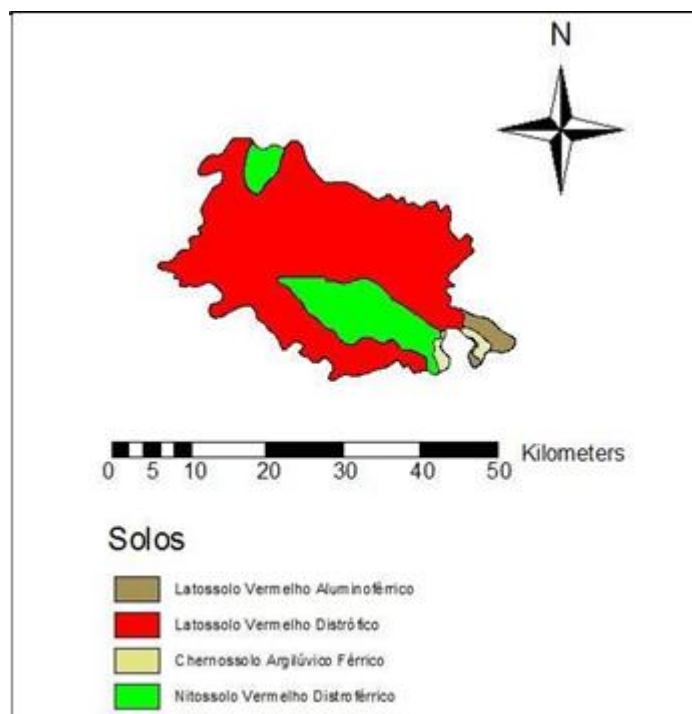 N
0 5 10 20 30 40 50 Kilometers
Solos
Latossolo Vermelho Aluminoférrico
Latossolo Vermelho Distrófico
Chernossolo Argilúvico Férrico
Nitossolo Vermelho Distroférrico